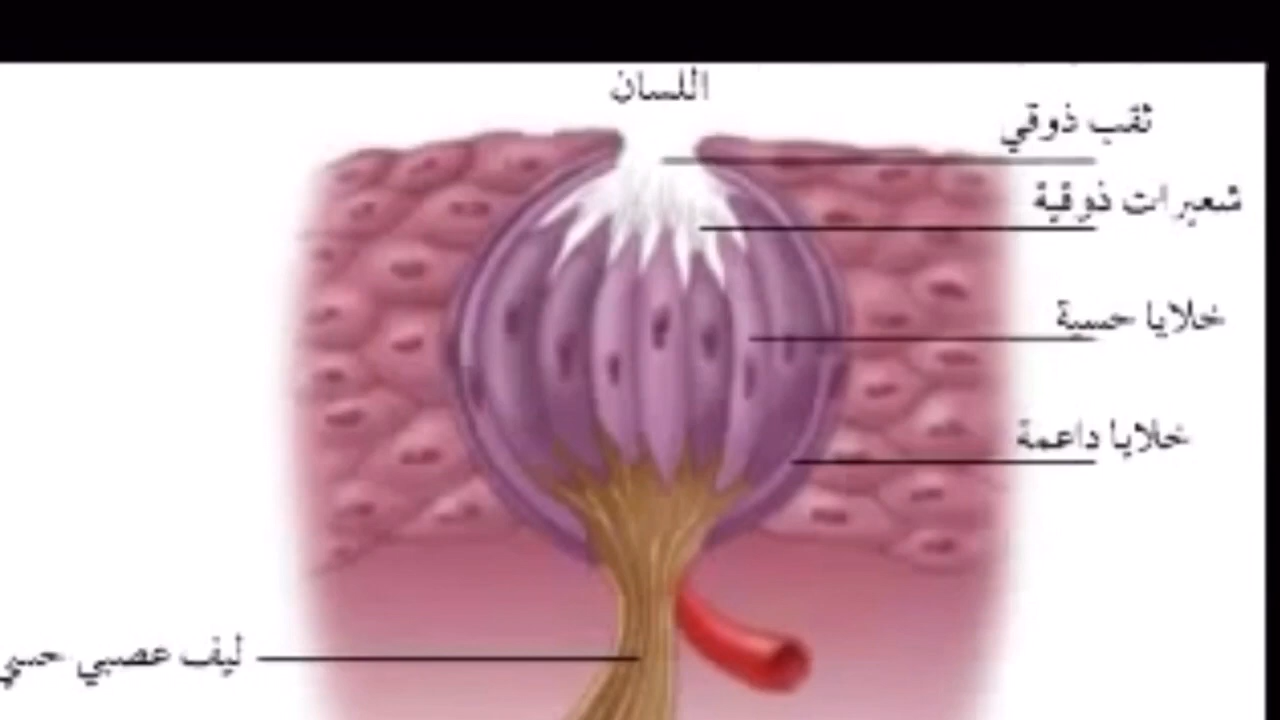 اللسان
ثقب ذوقي
شعيرات ذوقية
خلايا حسية
خلايا داعمة
ليف عصبي حسي